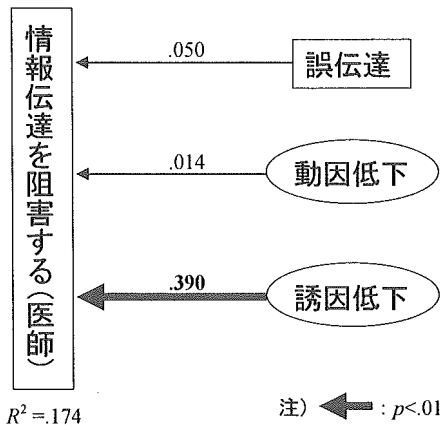 情報伝達を阻害する(医師)
.050
誤伝達
.014
動因低下
.390
誘因低下
R² =.174
注) : p<.01